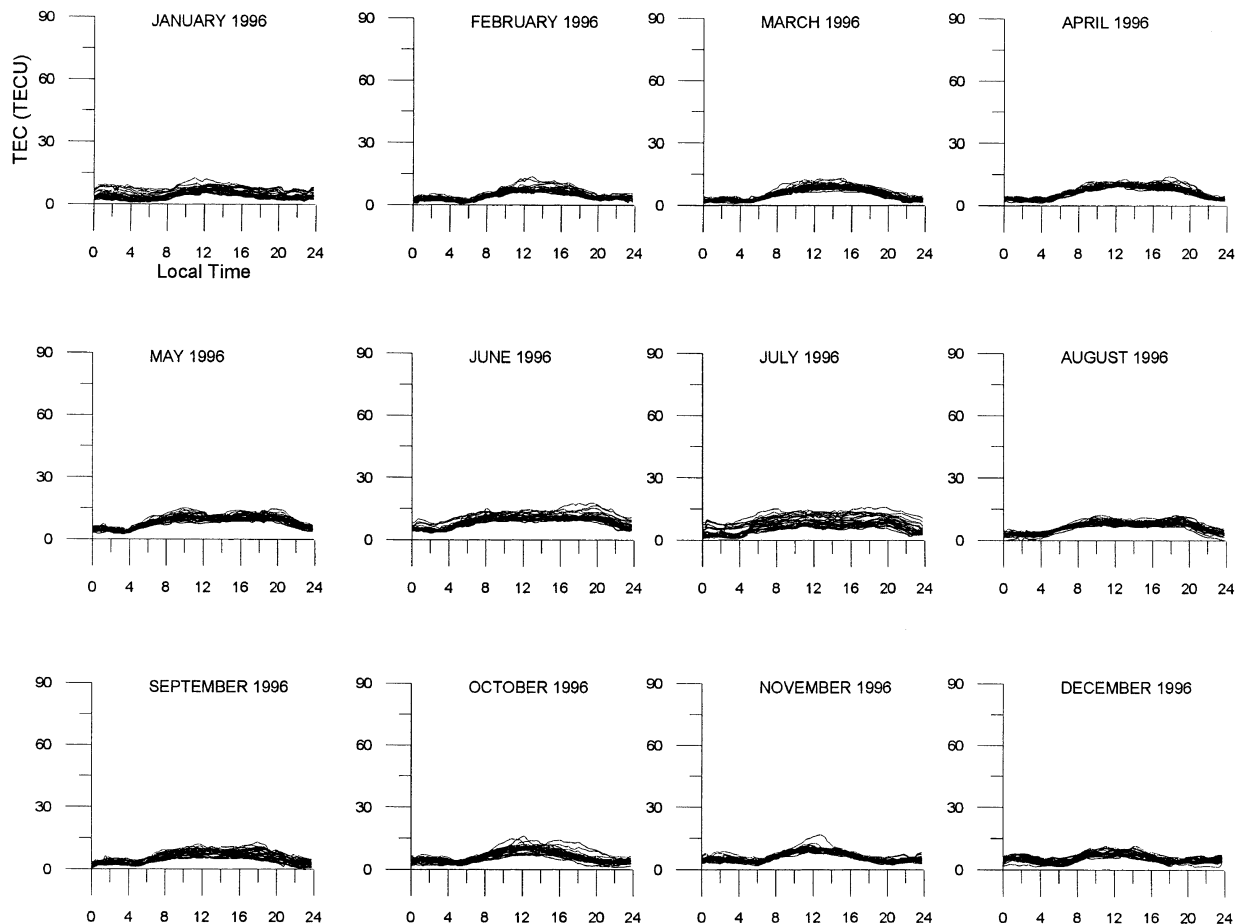 JANUARY 1996
FEBRUARY 1996
MARCH 1996
APRIL 1996
TEC (TECU)
90 90 90 90
60 60 60 60
30 30 30 30
0 0 0 0
0 4 8 12 16 20 24 0 4 8 12 16 20 24 0 4 8 12 16 20 24 0 4 8 12 16 20 24
Local Time
MAY 1996
JUNE 1996
JULY 1996
AUGUST 1996
90 90 90 90
60 60 60 60
30 30 30 30
0 0 0 0
0 4 8 12 16 20 24 0 4 8 12 16 20 24 0 4 8 12 16 20 24 0 4 8 12 16 20 24
SEPTEMBER 1996
OCTOBER 1996
NOVEMBER 1996
DECEMBER 1996
90 90 90 90
60 60 60 60
30 30 30 30
0 0 0 0
0 4 8 12 16 20 24 0 4 8 12 16 20 24 0 4 8 12 16 20 24 0 4 8 12 16 20 24